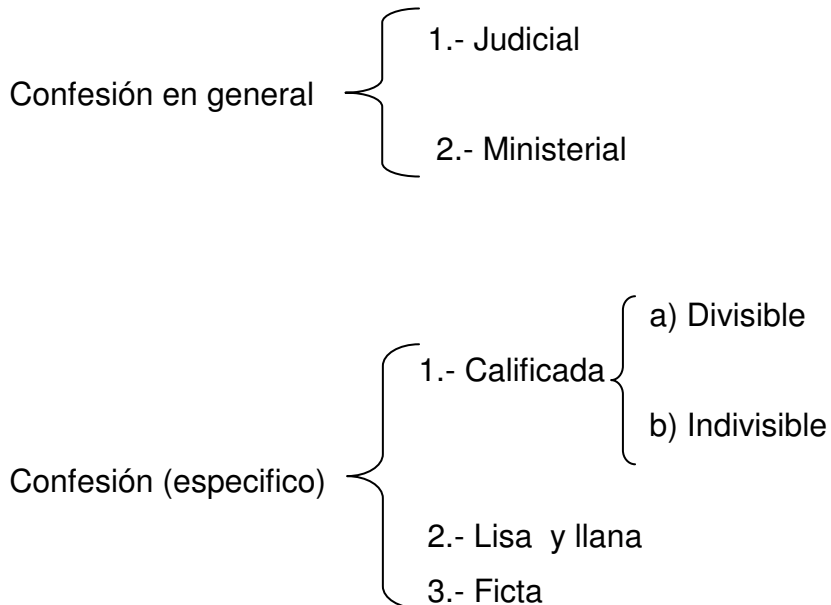 1.- Judicial
Confesión en general
2.- Ministerial
a) Divisible
1.- Calificada
b) Indivisible
Confesión (especifico)
2.- Lisa y llana
3.- Ficta